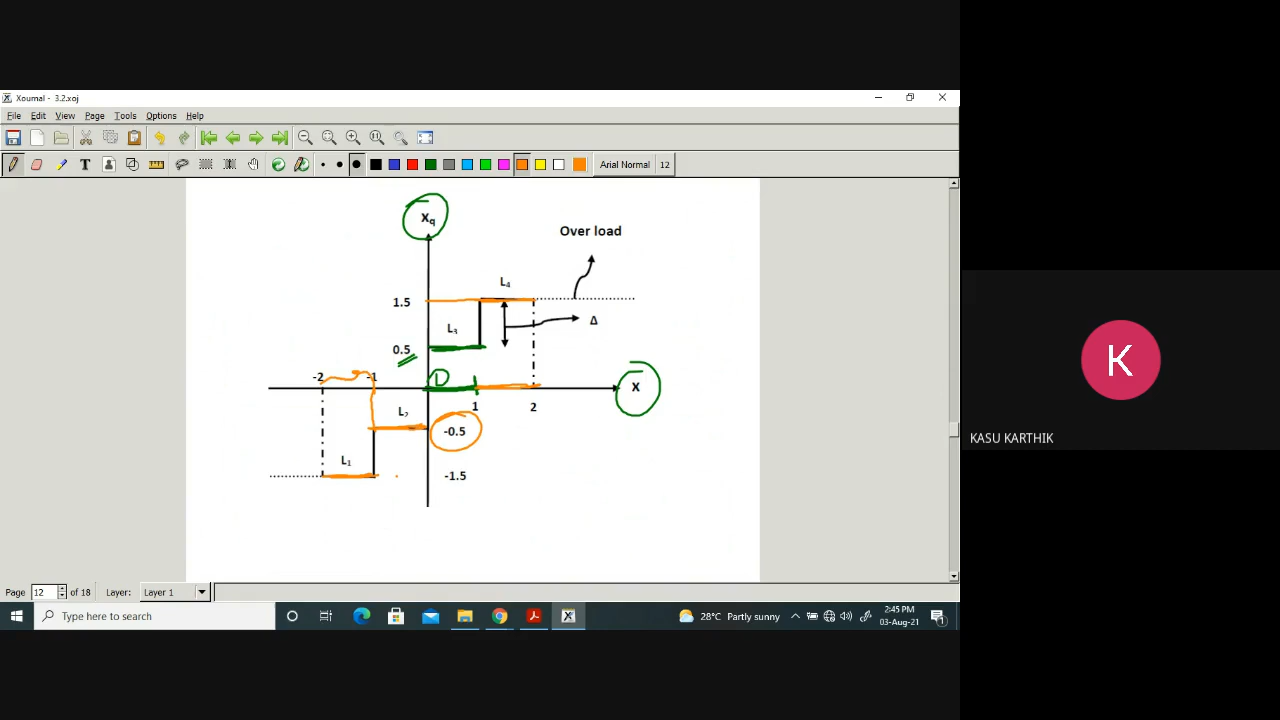 Xournal - 3.2.xoj
File Edit View Page Tools Options Help
T Arial Normal 12
Xq
Over load
L4
1.5
L3
Δ
0.5
-2 -1 D X
1 2
L2
-0.5
L1
-1.5
Page 12 of 18 Layer: Layer 1
Type here to search
28°C Partly sunny
2:45 PM
03-Aug-21
1
K
KASU KARTHIK